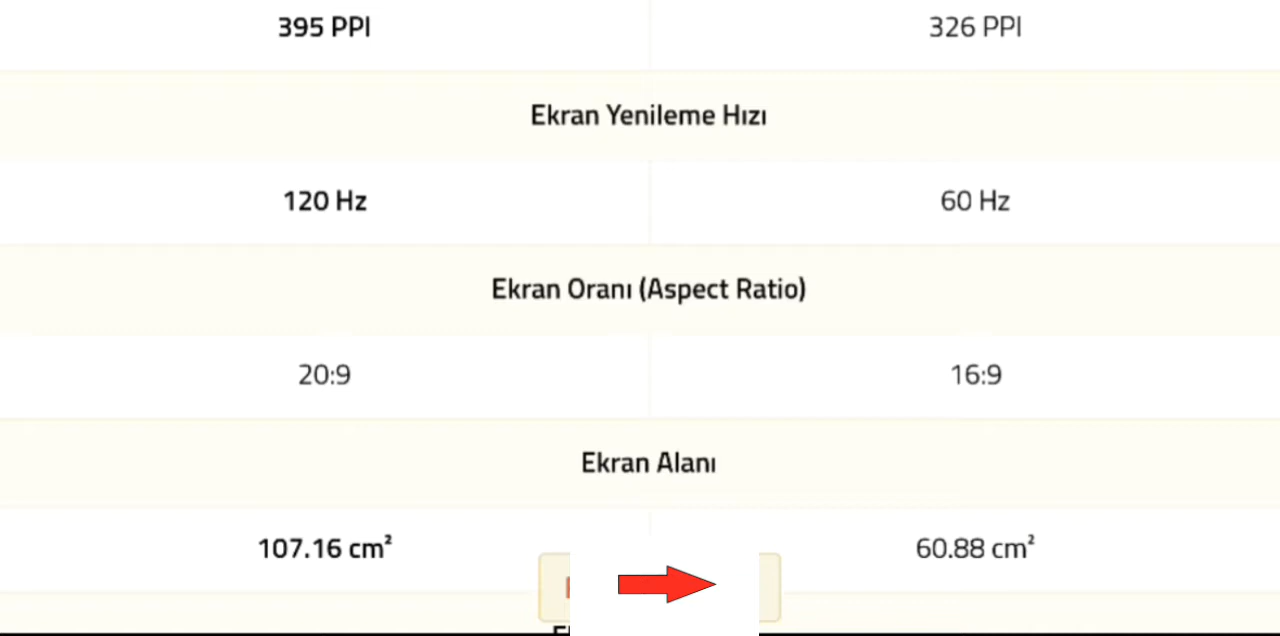 395 PPI 326 PPI
Ekran Yenileme Hızı
120 Hz 60 Hz
Ekran Oranı (Aspect Ratio)
20:9 16:9
Ekran Alanı
107.16 cm² 60.88 cm²